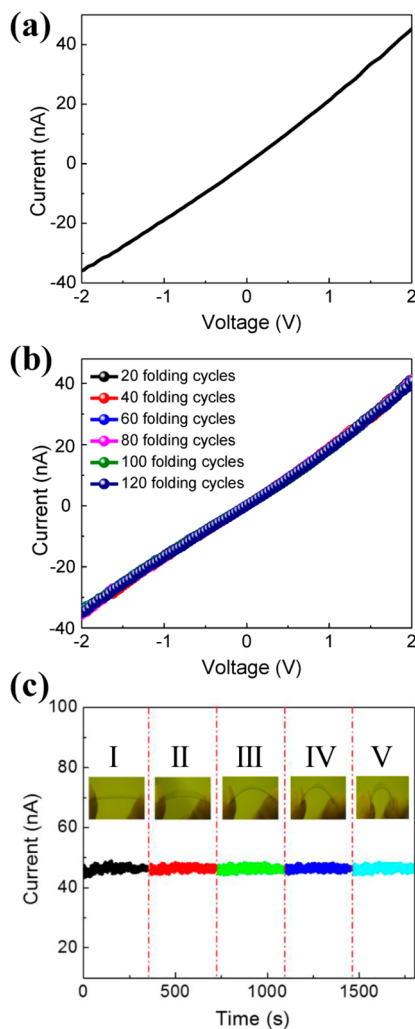 (a)
40
20
0
-20
-40
Current (nA)
-2 -1 0 1 2
Voltage (V)
(b)
20 folding cycles
40 folding cycles
60 folding cycles
80 folding cycles
100 folding cycles
120 folding cycles
40
20
0
-20
-40
Current (nA)
-2 -1 0 1 2
Voltage (V)
(c)
100
80
60
40
20
Current (nA)
I II III IV V
0 500 1000 1500
Time (s)